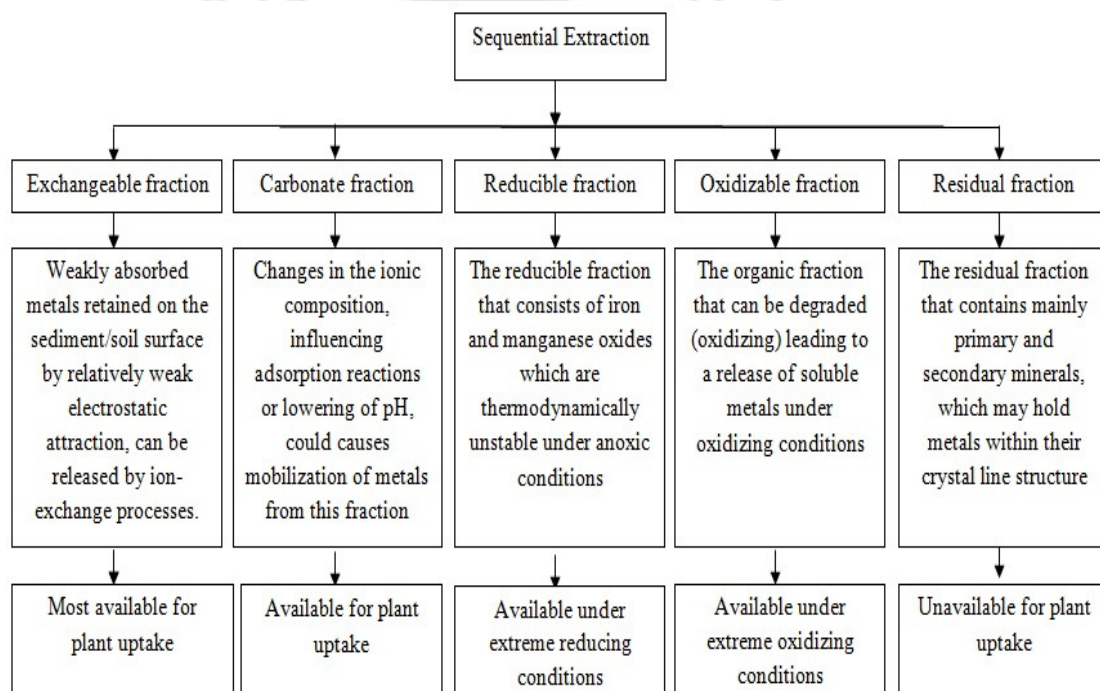 Sequential Extraction
Exchangeable fraction
Carbonate fraction
Reducible fraction
Oxidizable fraction
Residual fraction
Weakly absorbed
metals retained on the
sediment/soil surface
by relatively weak
electrostatic
attraction, can be
released by ion-
exchange processes.
Changes in the ionic
composition,
influencing
adsorption reactions
or lowering of pH,
could causes
mobilization of metals
from this fraction
The reducible fraction
that consists of iron
and manganese oxides
which are
thermodynamically
unstable under anoxic
conditions
The organic fraction
that can be degraded
(oxidizing) leading to
a release of soluble
metals under
oxidizing conditions
The residual fraction
that contains mainly
primary and
secondary minerals,
which may hold
metals within their
crystal line structure
Most available for
plant uptake
Available for plant
uptake
Available under
extreme reducing
conditions
Available under
extreme oxidizing
conditions
Unavailable for plant
uptake